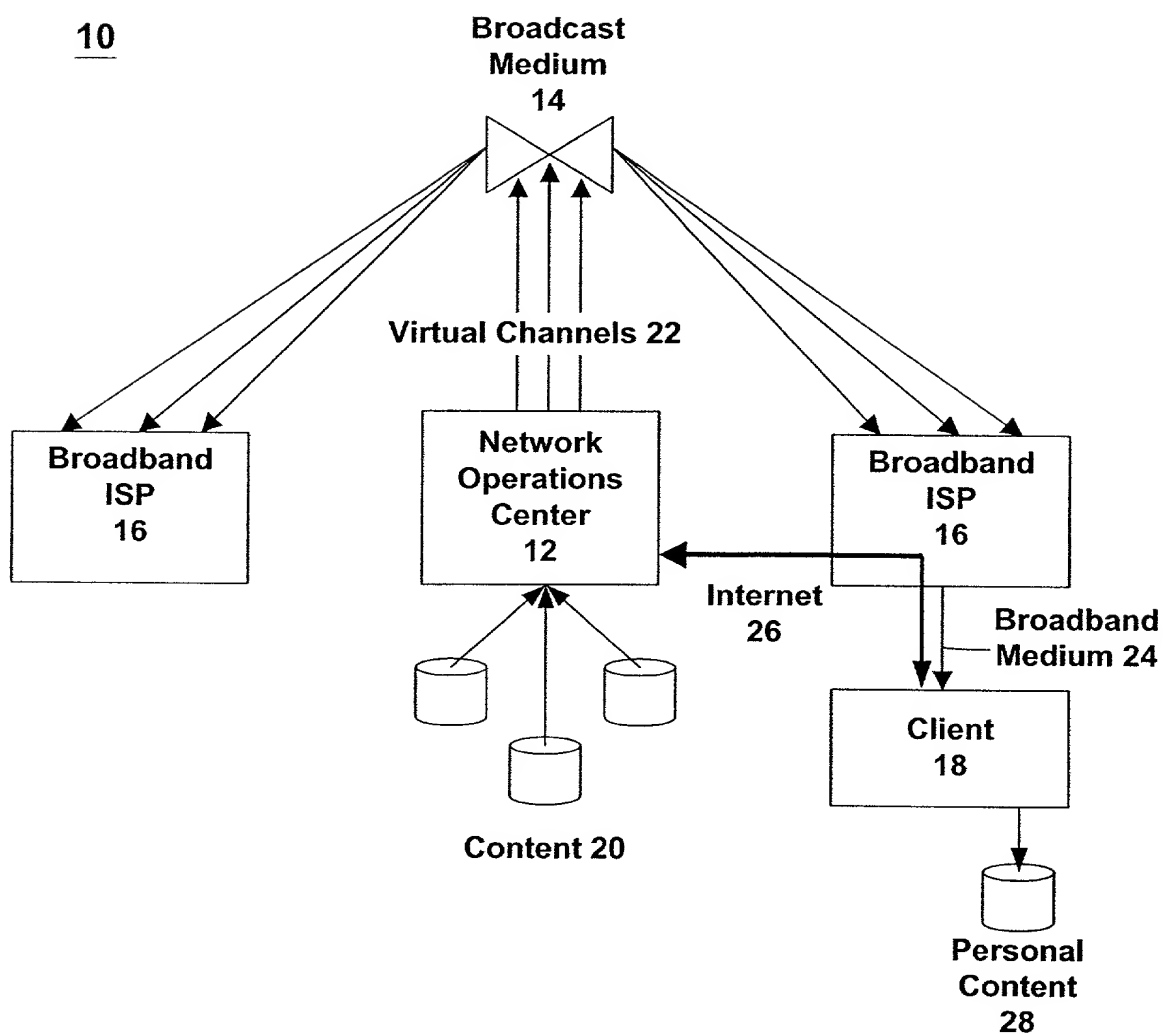 10
Broadcast
Medium
14
Virtual Channels 22
Broadband
ISP
16
Network
Operations
Center
12
Broadband
ISP
16
Internet
26
Broadband
Medium 24
Client
18
Content 20
Personal
Content
28